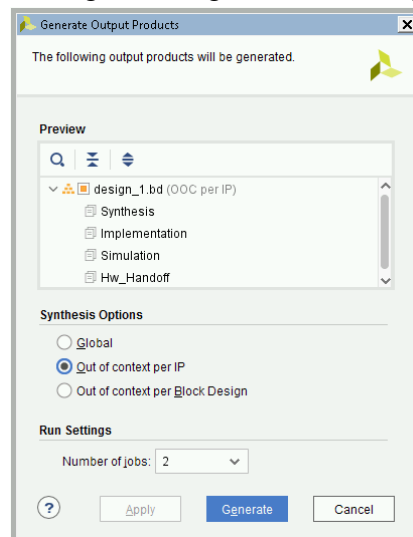 Generate Output Products
The following output products will be generated.
Preview
design_1.bd (OOC per IP)
Synthesis
Implementation
Simulation
Hw_Handoff
Synthesis Options
Global
Out of context per IP
Out of context per Block Design
Run Settings
Number of jobs: 2
? Apply Generate Cancel